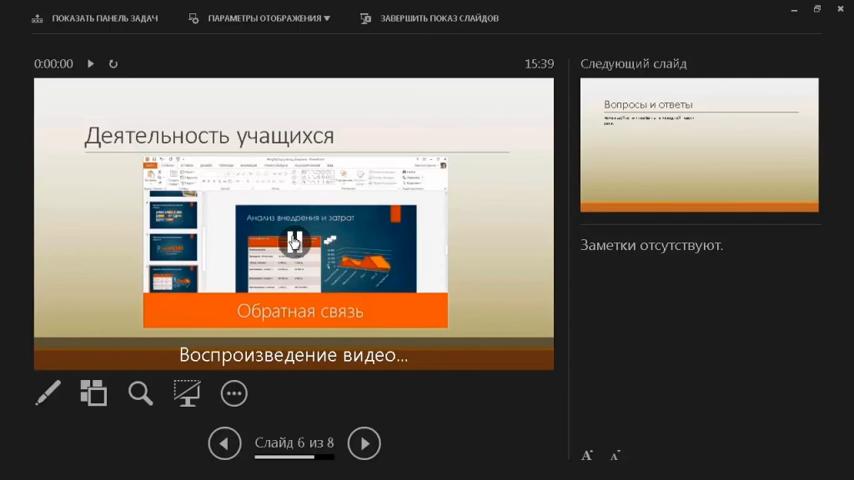 ПОКАЗАТЬ ПАНЕЛЬ ЗАДАЧ
ПАРАМЕТРЫ ОТОБРАЖЕНИЯ
ЗАВЕРШИТЬ ПОКАЗ СЛАЙДОВ
0:00:00
15:39
Следующий слайд
Деятельность учащихся
Анализ внедрения и затрат
Обратная связь
Воспроизведение видео...
Вопросы и ответы
Заметки отсутствуют.
Слайд 6 из 8
A A